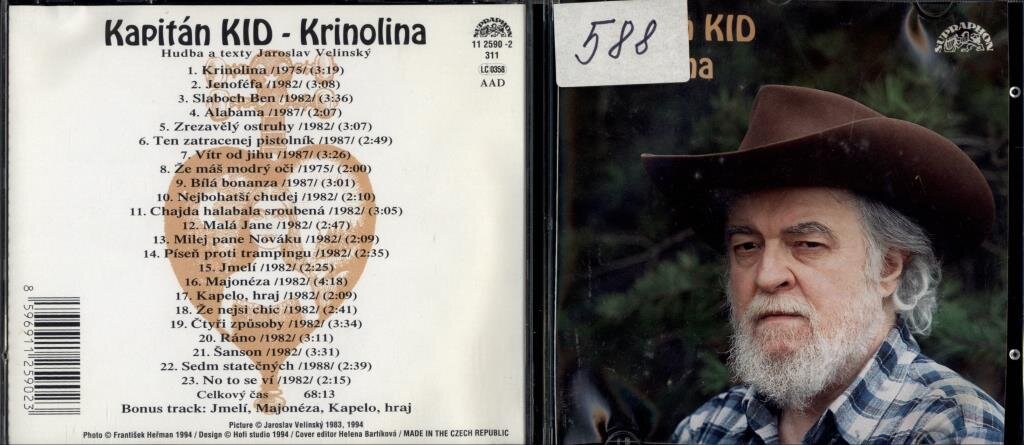 Kapitán KID - Krinolina
Hudba a texty Jaroslav Velinský
SUPRAPHON
11 2590 -2
311
LC 0358
AAD
1. Krinolina /1975/ (3:19)
2. Jenoféfa /1982/ (3:08)
3. Slaboch Ben /1982/ (3:36)
4. Alabama /1987/ (2:07)
5. Zrezavělý ostruhy /1982/ (3:07)
6. Ten zatracenej pistolník /1987/ (2:49)
7. Vítr od jihu /1987/ (3:26)
8. Že máš modrý oči /1975/ (2:00)
9. Bílá bonanza /1987/ (3:01)
10. Nejbohatší chudej /1982/ (2:10)
11. Chajda halabala sroubená /1982/ (3:05)
12. Malá Jane /1982/ (2:47)
13. Milej pane Nováku /1982/ (2:09)
14. Píseň proti trampingu /1982/ (2:35)
15. Jmelí /1982/ (2:25)
16. Majonéza /1982/ (4:18)
17. Kapelo, hraj /1982/ (2:09)
18. Že nejsi chic /1982/ (2:41)
19. Čtyři způsoby /1982/ (3:34)
20. Ráno /1982/ (3:11)
21. Šanson /1982/ (3:31)
22. Sedm statečných /1988/ (2:39)
23. No to se ví /1982/ (2:15)
Celkový čas 68:13
Bonus track: Jmelí, Majonéza, Kapelo, hraj
Picture © Jaroslav Velinský 1983, 1994
Photo © František Heřman 1994 / Design © Hofi studio 1994 / Cover editor Helena Bartíková / MADE IN THE CZECH REPUBLIC
8 596911 259023
588
n KID
na
SUPRAPHON